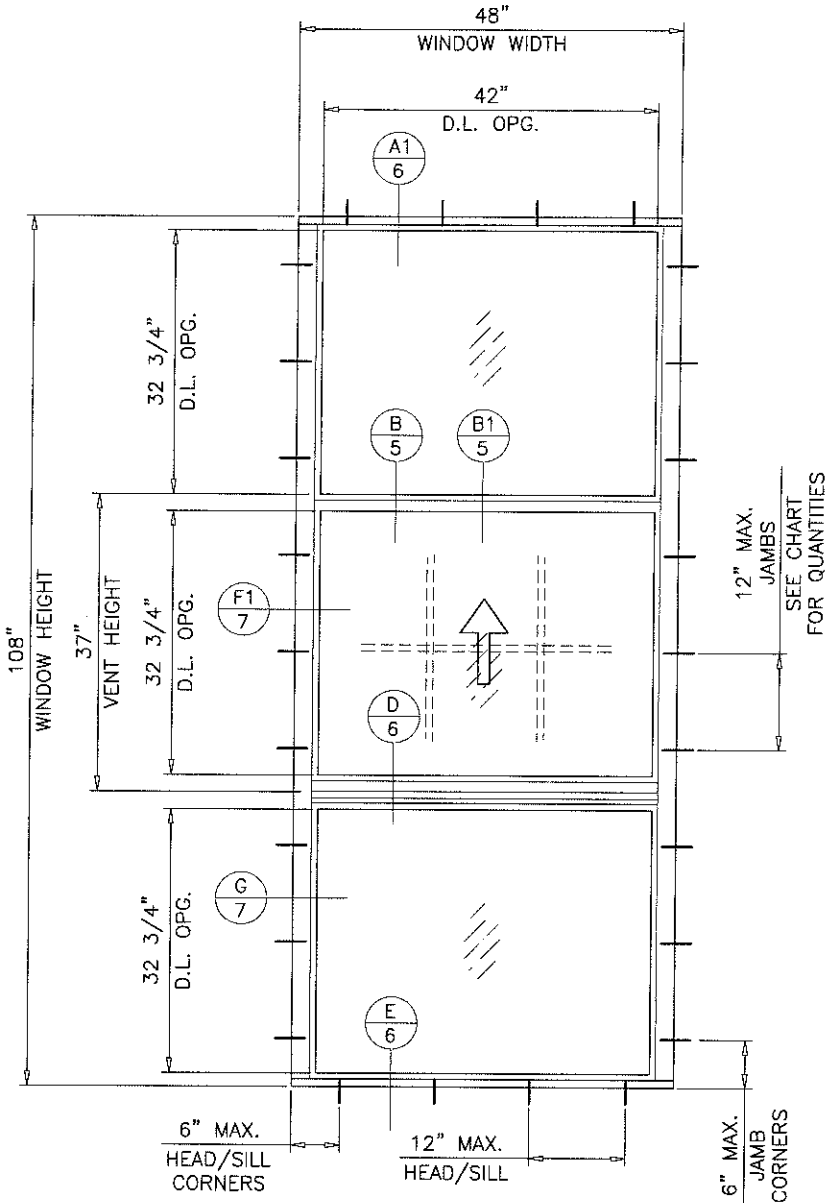 48"
WINDOW WIDTH
42"
D.L. OPG.
A1
6
32 3/4"
D.L. OPG.
B
5
B1
5
12" MAX.
JAMBS
SEE CHART
FOR QUANTITIES
108"
WINDOW HEIGHT
37"
VENT HEIGHT
32 3/4"
D.L. OPG.
F1
7
D
6
G
7
32 3/4"
D.L. OPG.
E
6
6" MAX.
HEAD/SILL
CORNERS
12" MAX.
HEAD/SILL
6" MAX.
JAMB
CORNERS